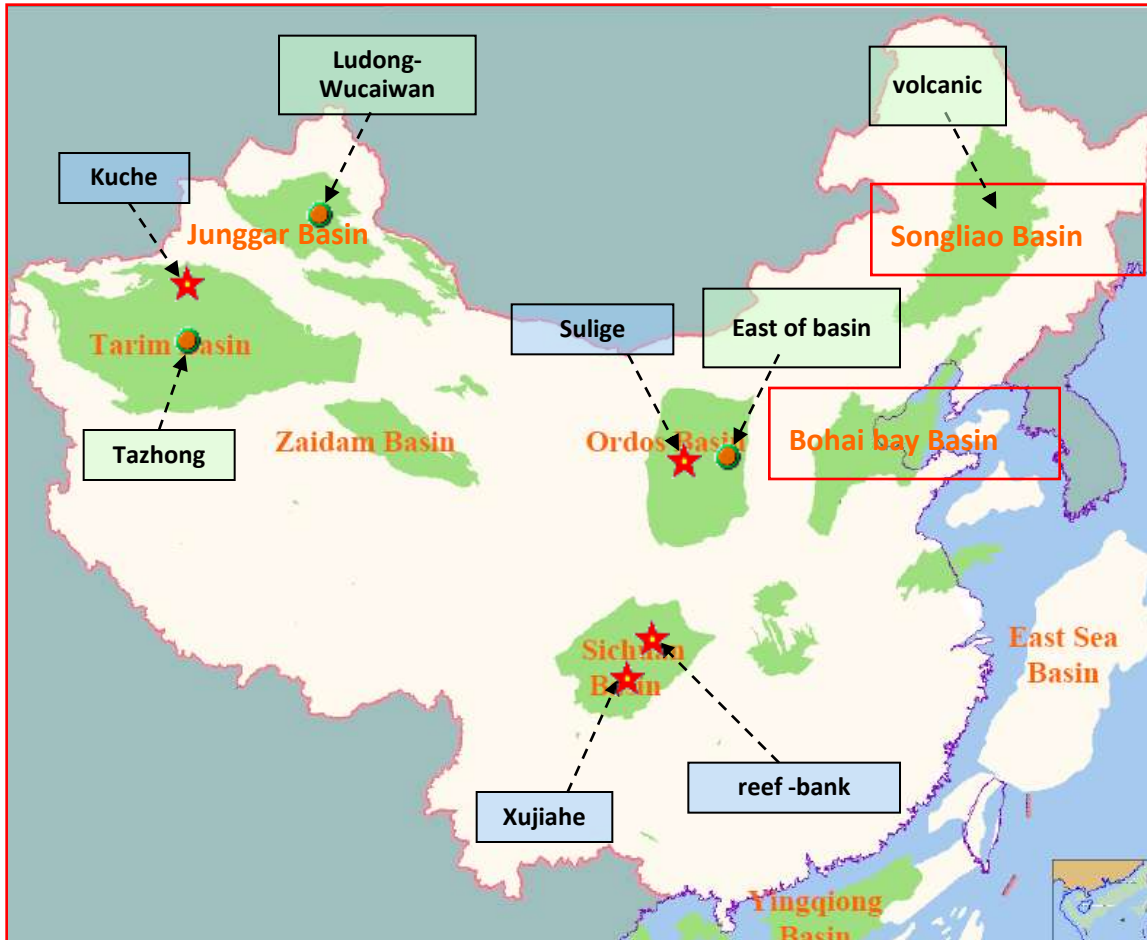 Ludong-
Wucaiwan
volcanic
Kuche
Junggar Basin
Songliao Basin
Sulige
East of basin
Tarim Basin
Tazhong
Zaidam Basin
Ordos Basin
Bohai bay Basin
Sichuan
Basin
East Sea
Basin
reef -bank
Xujiahe
Yingqiong
Basin